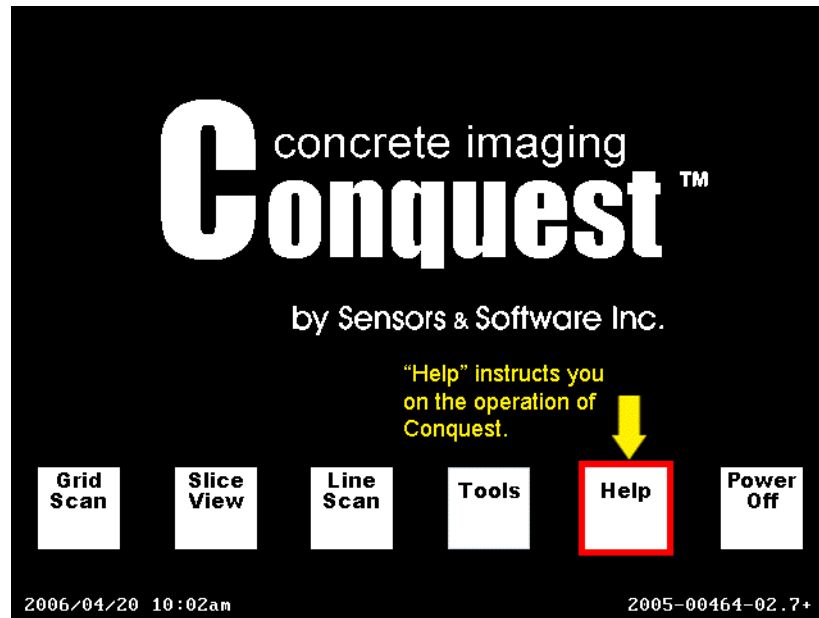 concrete imaging
Conquest™
by Sensors & Software Inc.
“Help” instructs you
on the operation of
Conquest.
Grid
Scan
Slice
View
Line
Scan
Tools
Help
Power
Off
2006/04/20 10:02am
2005-00464-02.7+